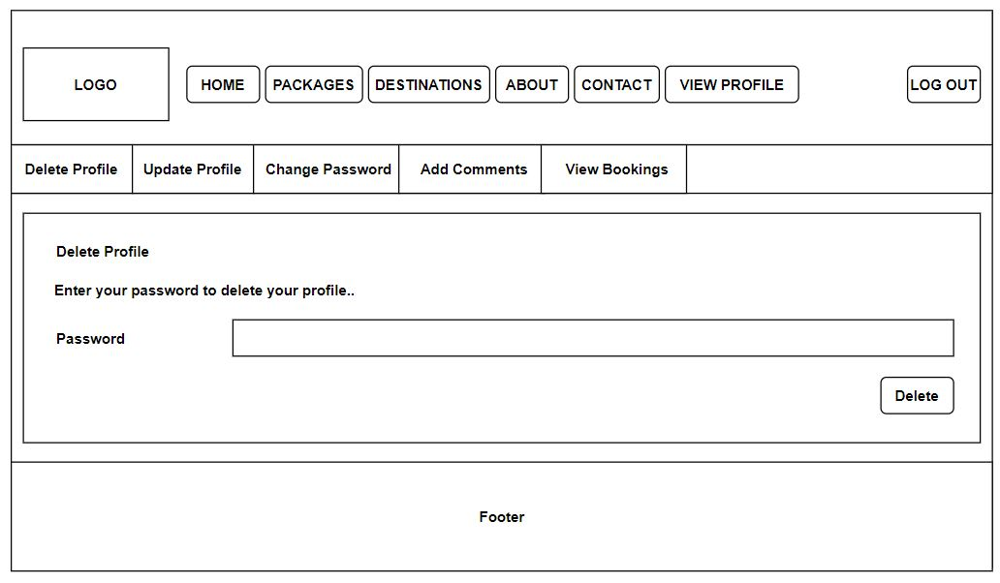 LOGO HOME PACKAGES DESTINATIONS ABOUT CONTACT VIEW PROFILE LOG OUT
Delete Profile Update Profile Change Password Add Comments View Bookings
Delete Profile
Enter your password to delete your profile..
Password
Delete
Footer